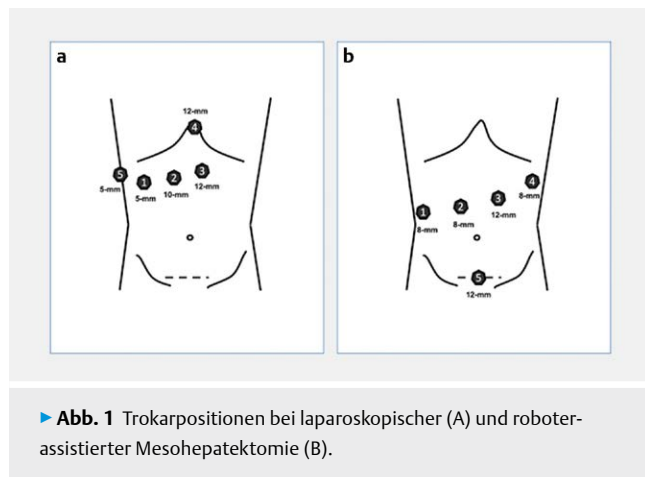 a
12-mm
4
5
1
2
3
5-mm
5-mm
10-mm
12-mm
b
4
3
2
1
8-mm
12-mm
8-mm
8-mm
5
12-mm
► Abb. 1 Trokarpositionen bei laparoskopischer (A) und roboter-
assistierter Mesohepatektomie (B).